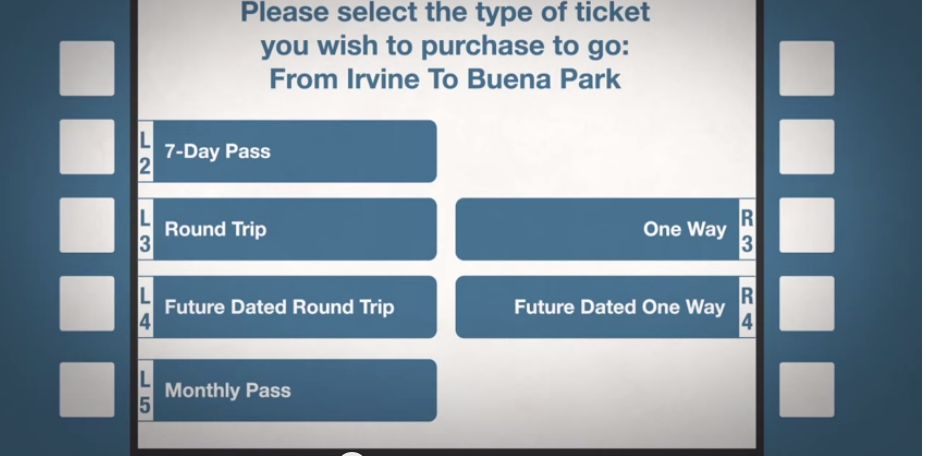 Please select the type of ticket
you wish to purchase to go:
From Irvine To Buena Park
L2 7-Day Pass
L3 Round Trip
One Way R3
L4 Future Dated Round Trip
Future Dated One Way R4
L5 Monthly Pass